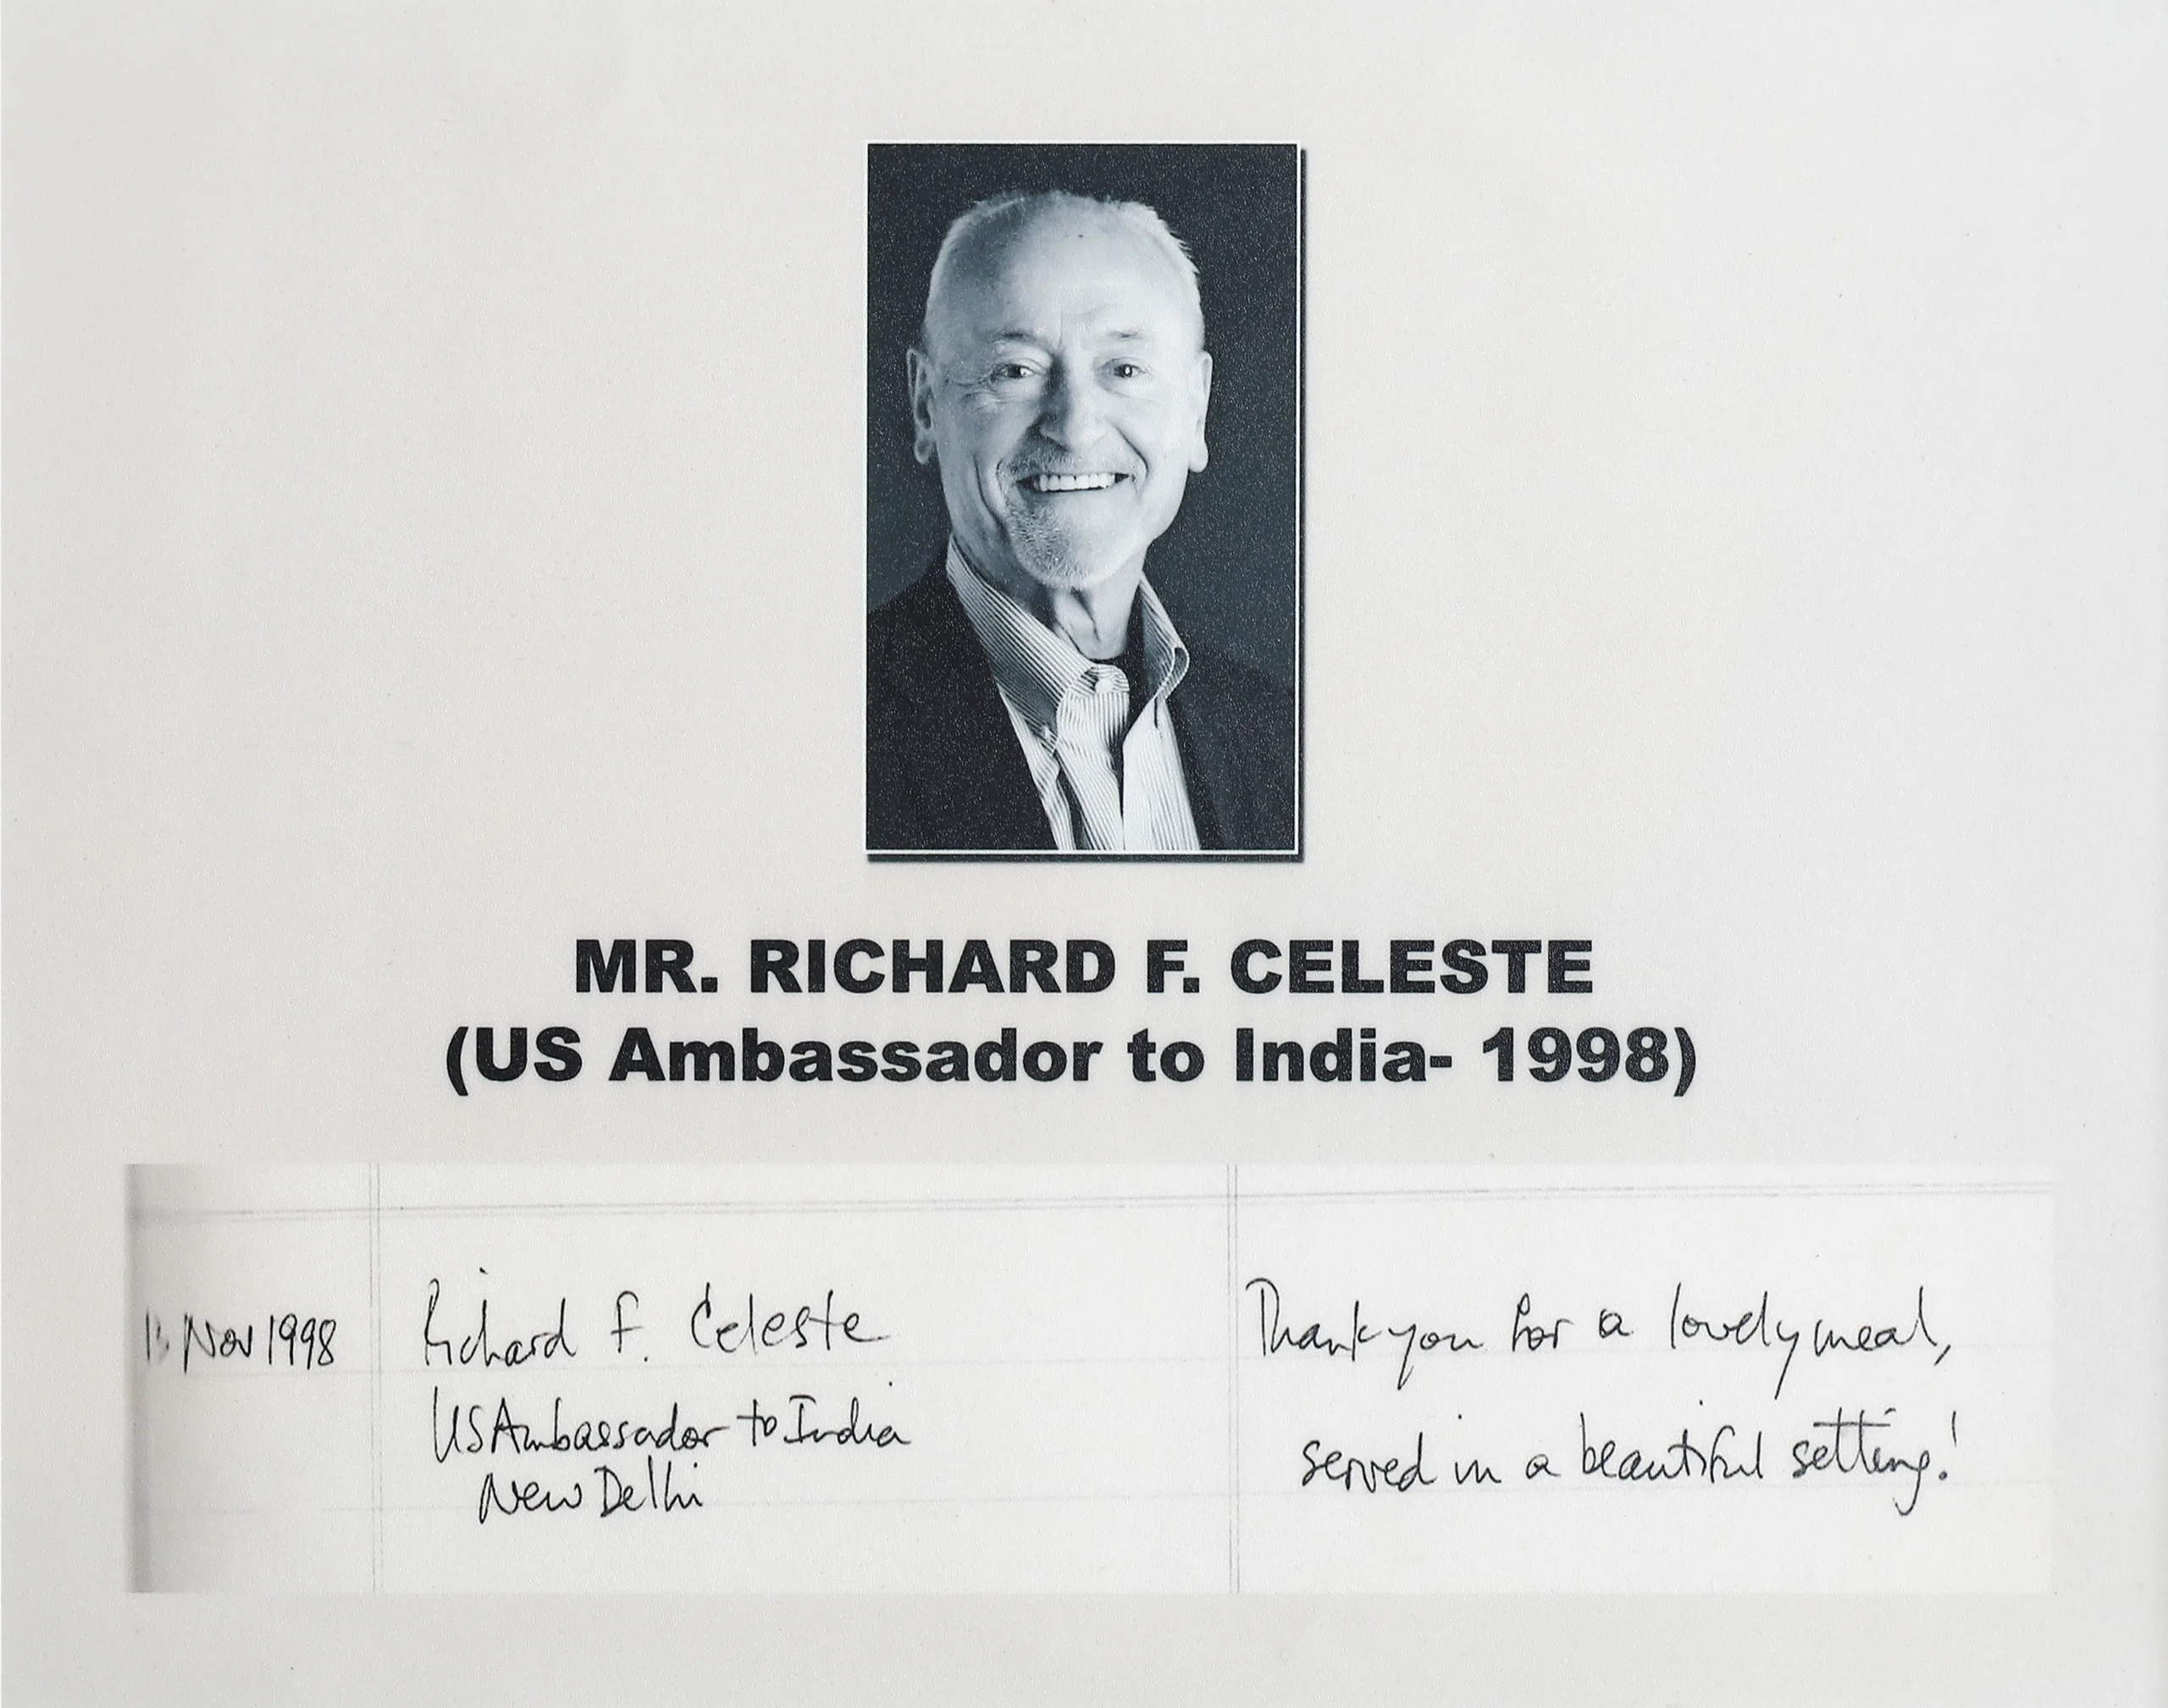 MR. RICHARD F. CELESTE
(US Ambassador to India- 1998)
Nov 1998
Richard F. Celeste
US Ambassador to India
New Delhi
Thank you for a lovely meal,
served in a beautiful setting!